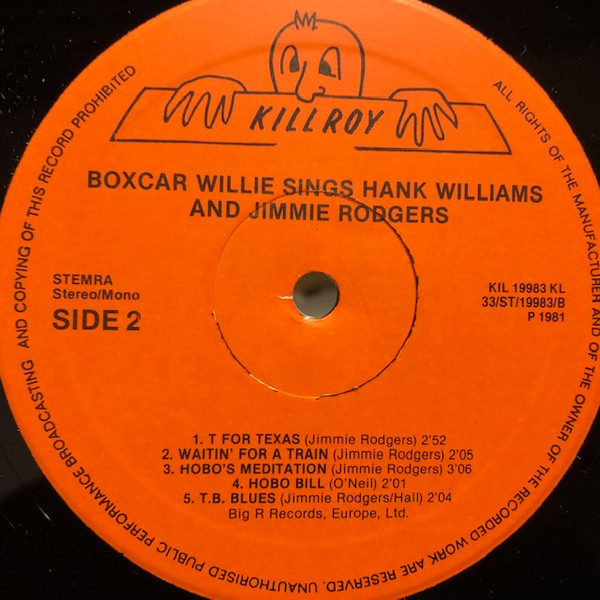 KILLROY
BOXCAR WILLIE SINGS HANK WILLIAMS
AND JIMMIE RODGERS
STEMRA
Stereo/Mono
SIDE 2
KIL 19983 KL
33/ST/19983/B
P 1981
1. T FOR TEXAS (Jimmie Rodgers) 2'52
2. WAITIN' FOR A TRAIN (Jimmie Rodgers) 2'05
3. HOBO'S MEDITATION (Jimmie Rodgers) 3'06
4. HOBO BILL (O'Neil) 2'01
5. T.B. BLUES (Jimmie Rodgers/Hall) 2'04
Big R Records, Europe, Ltd.
ALL RIGHTS OF THE MANUFACTURER AND OF THE OWNER OF THE RECORDED WORK ARE RESERVED. UNAUTHORISED PUBLIC PERFORMANCE BROADCASTING AND COPYING OF THIS RECORD PROHIBITED